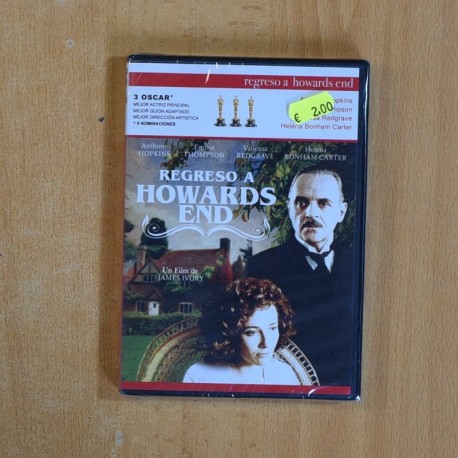 regreso a howards end
3 OSCAR*
MEJOR ACTRIZ PRINCIPAL
MEJOR GUIÓN ADAPTADO
MEJOR DIRECCIÓN ARTÍSTICA
Y 6 NOMINACIONES
€ 2,00
Helena Bonham Carter
Anthony HOPKINS
Emma THOMPSON
Vanessa REDGRAVE
Helena BONHAM CARTER
REGRESO A
HOWARDS
END
Un Film de
JAMES IVORY